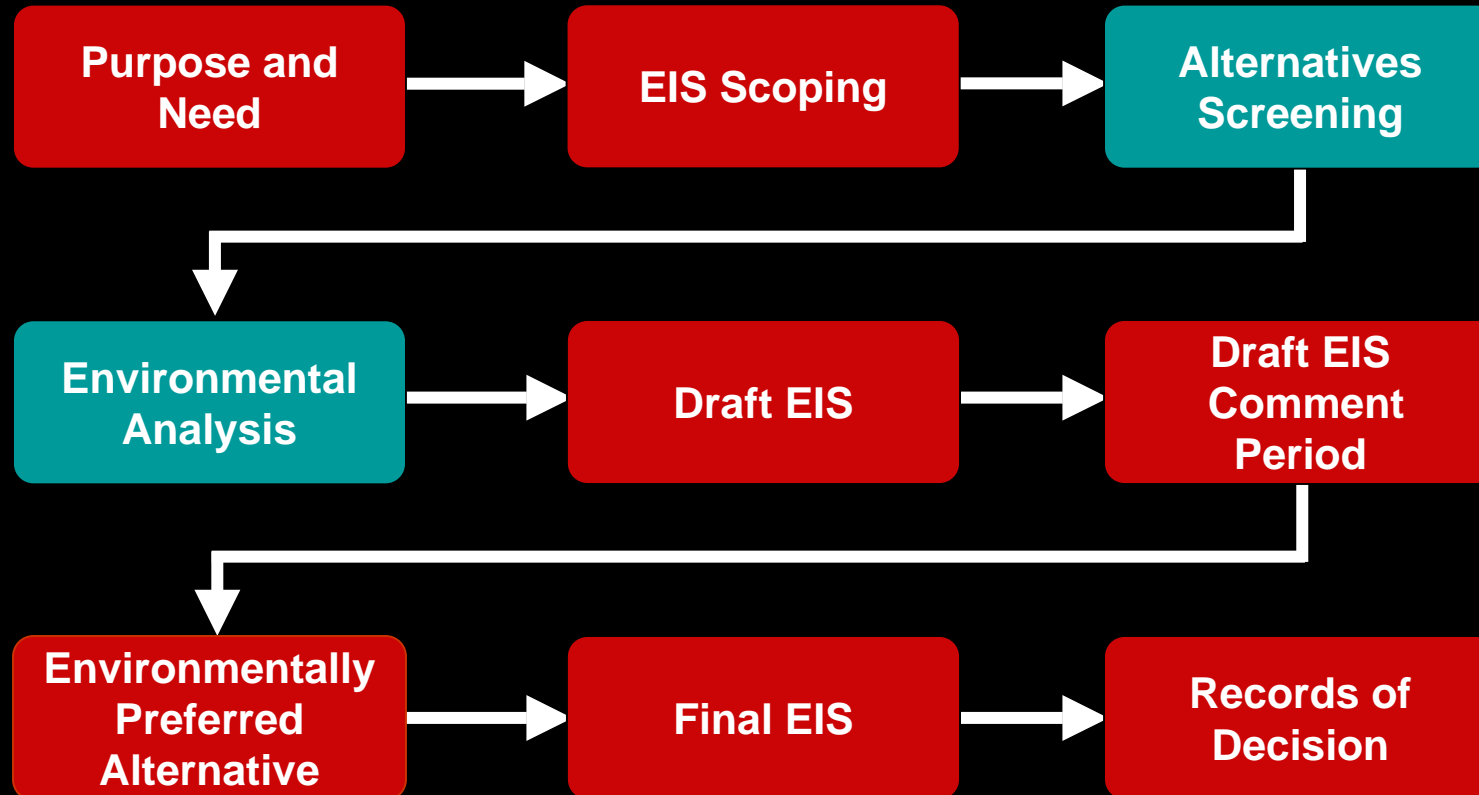 Purpose and
Need
EIS Scoping
Alternatives
Screening
Environmental
Analysis
Draft EIS
Draft EIS
Comment
Period
Environmentally
Preferred
Alternative
Final EIS
Records of
Decision